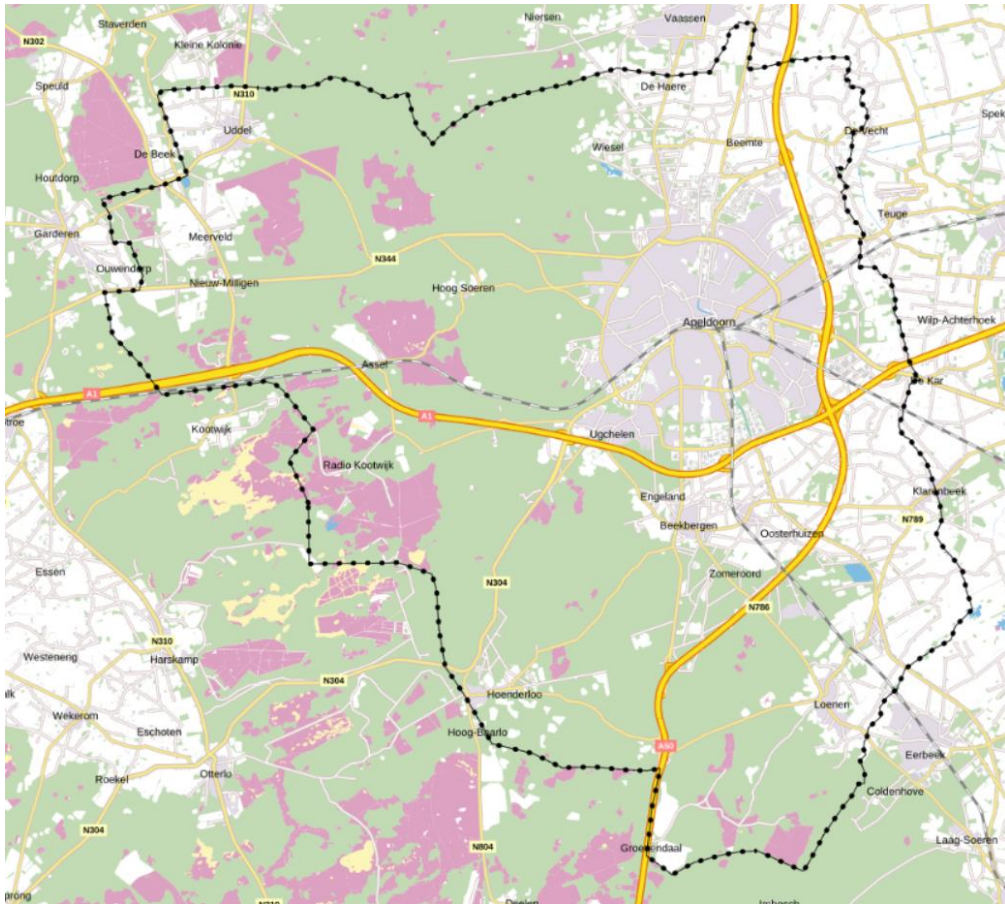 Staverden
Niersen
Vaassen
N302
Kleine Kolonie
Speuld
N310
De Haere
Uddel
De Vecht
De Beek
Wiesel
Beemte
Houtdorp
Teuge
Garderen
Meerveld
N344
Ouwendorp
Nieuw-Milligen
Hoog Soeren
Apeldoorn
Wilp-Achterhoek
Assel
De Kar
A1
A1
Kootwijk
Ugchelen
Radio Kootwijk
Engeland
Klarenbeek
Beekbergen
N789
Oosterhuizen
Essen
Zomeroord
N304
N786
N310
Westeneng
Harskamp
N304
Hoenderloo
Loenen
Wekerom
Eschoten
Hoog-Baarlo
A50
Eerbeek
Roekel
Otterlo
Coldenhove
N304
N804
Groenendaal
Laag-Soeren